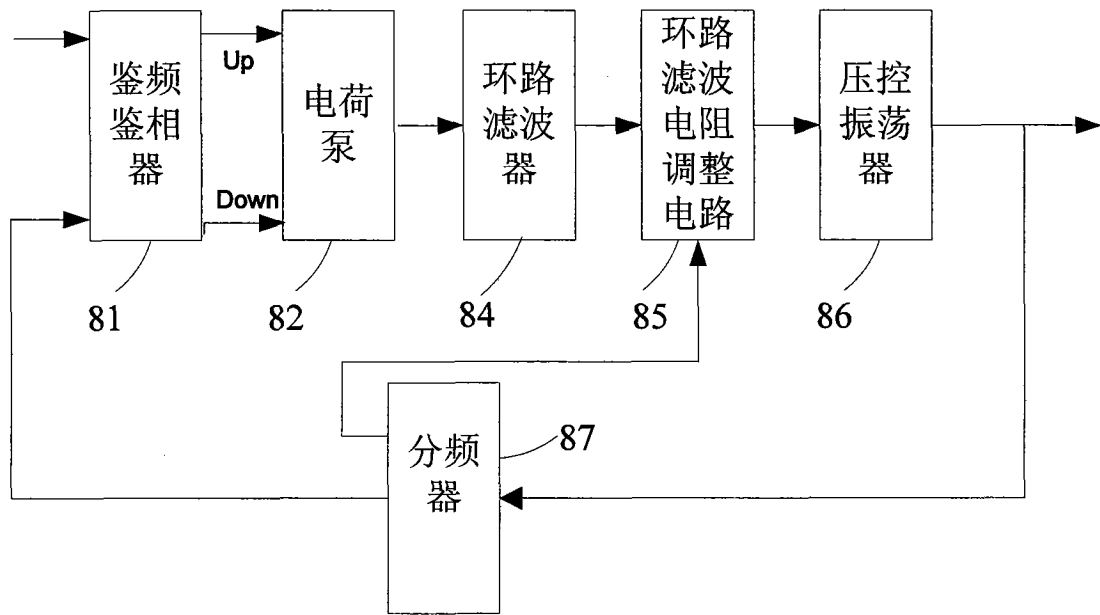 鉴频
鉴相
器
Up
Down
电荷
泵
环路
滤波
器
环路
滤波
电阻
调整
电路
压控
振荡
器
81
82
84
85
86
分频
器
87